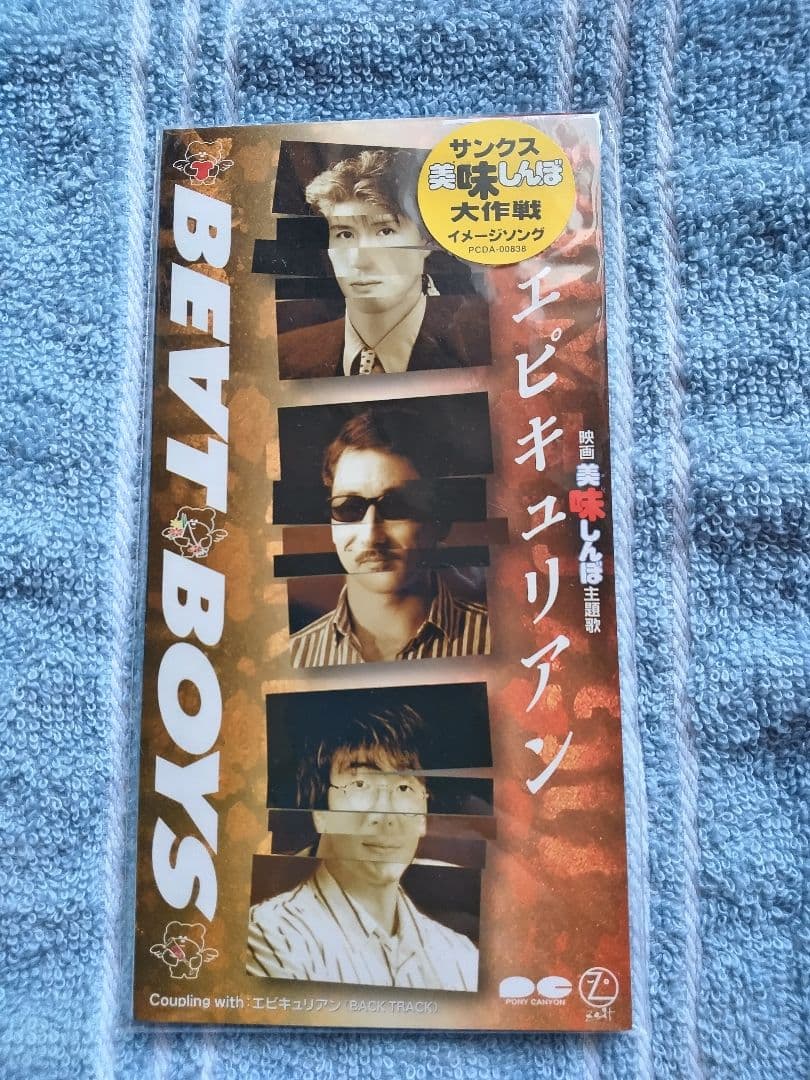 サンクス
美味しんぼ
大作戦
イメージソング
PCDA-00838
エピキュリアン
映画 美味しんぼ 主題歌
BEAT BOYS
Coupling with:エピキュリアン(BACK TRACK)
PONY CANYON